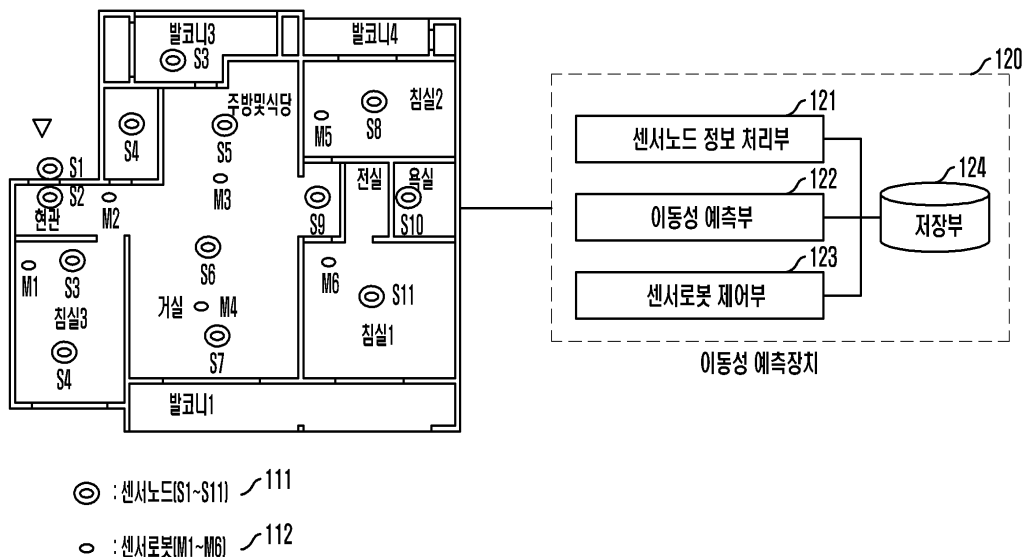 발코니3
발코니4
S3
120
주방및식당
침실2
S4
S5
M5
S8
121
센서노드 정보 처리부
S1
전실
욕실
124
S2
M3
122
현관
M2
S9
S10
이동성 예측부
저장부
S6
123
M1
S3
M6
센서로봇 제어부
거실
M4
S11
침실3
S7
침실1
S4
이동성 예측장치
발코니1
: 센서노드(S1~S11)
111
: 센서로봇(M1~M6)
112